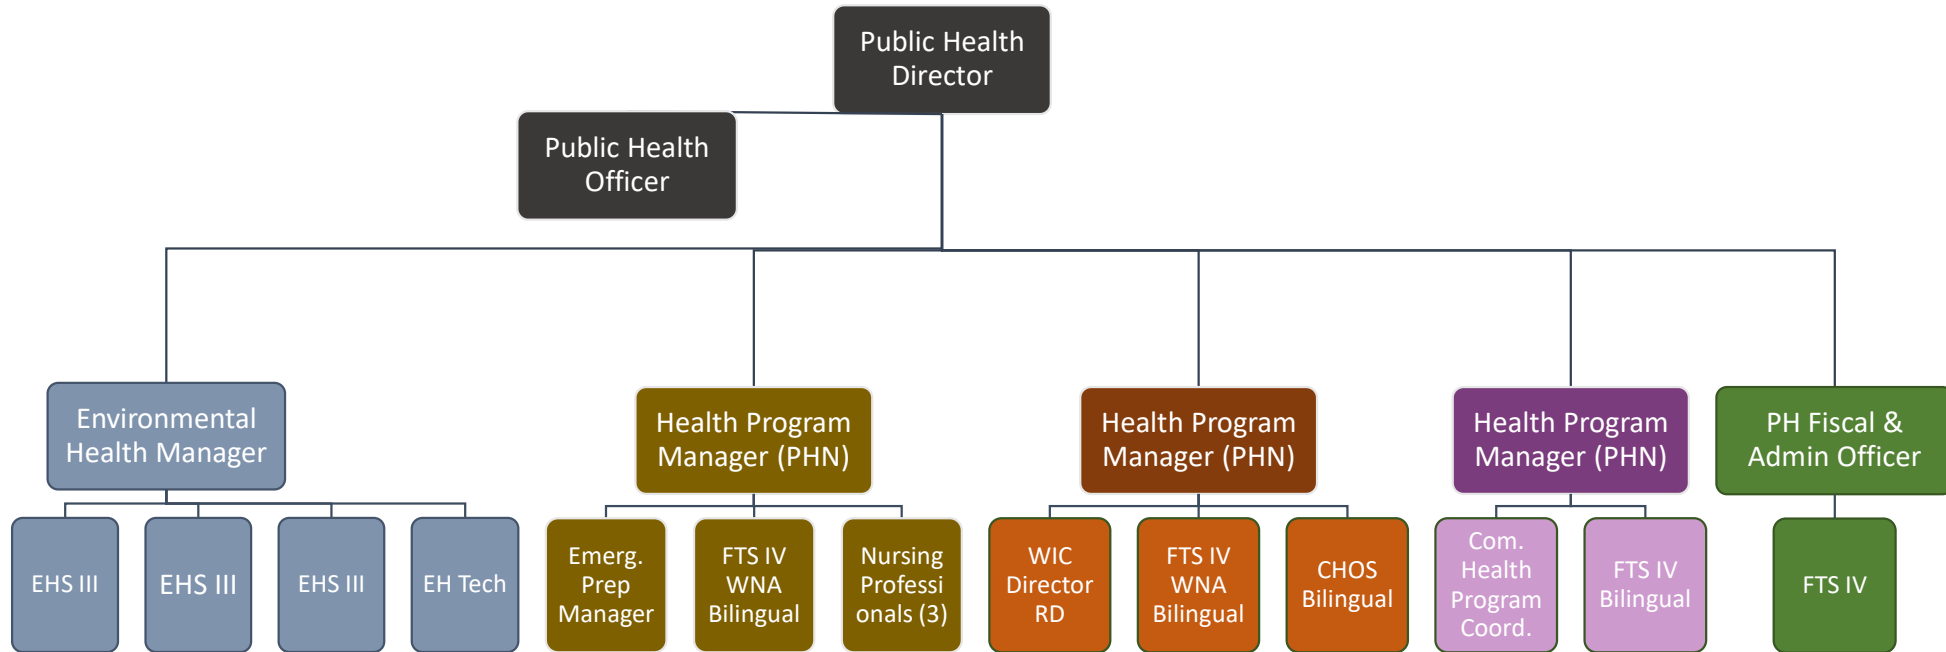 Public Health
Director
Public Health
Officer
Environmental
Health Manager
Health Program
Manager (PHN)
Health Program
Manager (PHN)
Health Program
Manager (PHN)
PH Fiscal &
Admin Officer
EHS III
EHS III
EHS III
EH Tech
Emerg.
Prep
Manager
FTS IV
WNA
Bilingual
Nursing
Professi
onals (3)
WIC
Director
RD
FTS IV
WNA
Bilingual
CHOS
Bilingual
Com.
Health
Program
Coord.
FTS IV
Bilingual
FTS IV